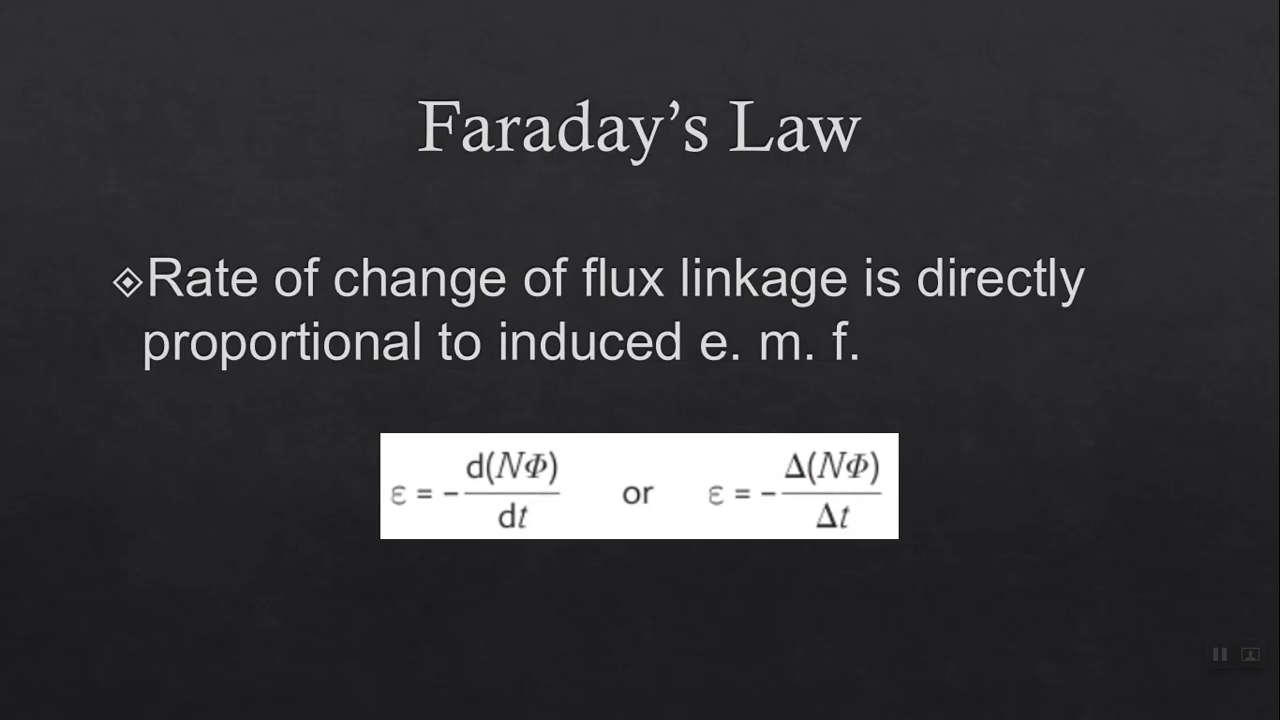 Faraday’s Law
Rate of change of flux linkage is directly
proportional to induced e. m. f.
ε = - d(NΦ)/dt or ε = - Δ(NΦ)/Δt